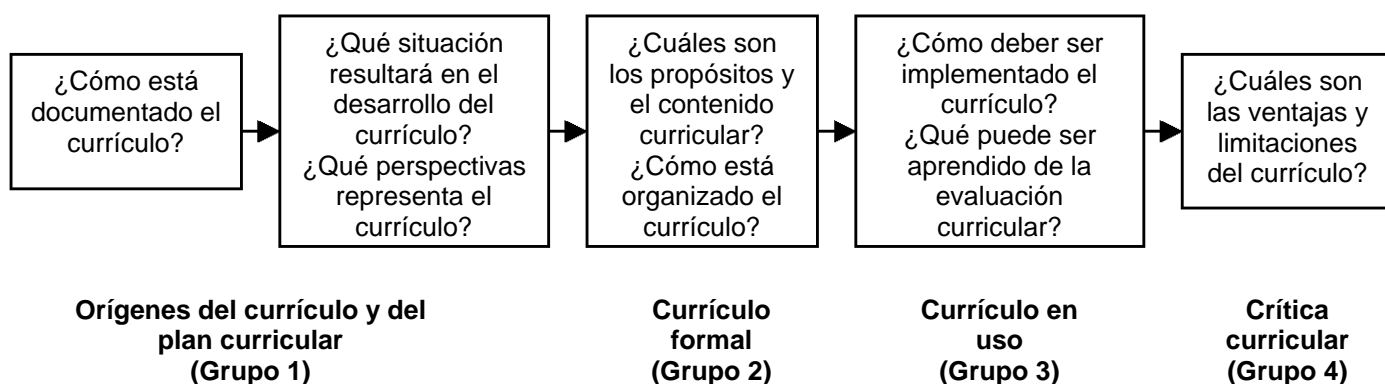 ¿Cómo está
documentado el
currículo?
¿Qué situación
resultará en el
desarrollo del
currículo?
¿Qué perspectivas
representa el
currículo?
¿Cuáles son
los propósitos y
el contenido
curricular?
¿Cómo está
organizado el
currículo?
¿Cómo deber ser
implementado el
currículo?
¿Qué puede ser
aprendido de la
evaluación
curricular?
¿Cuáles son
las ventajas y
limitaciones
del currículo?
Orígenes del currículo y del
plan curricular
(Grupo 1)
Currículo
formal
(Grupo 2)
Currículo en
uso
(Grupo 3)
Crítica
curricular
(Grupo 4)